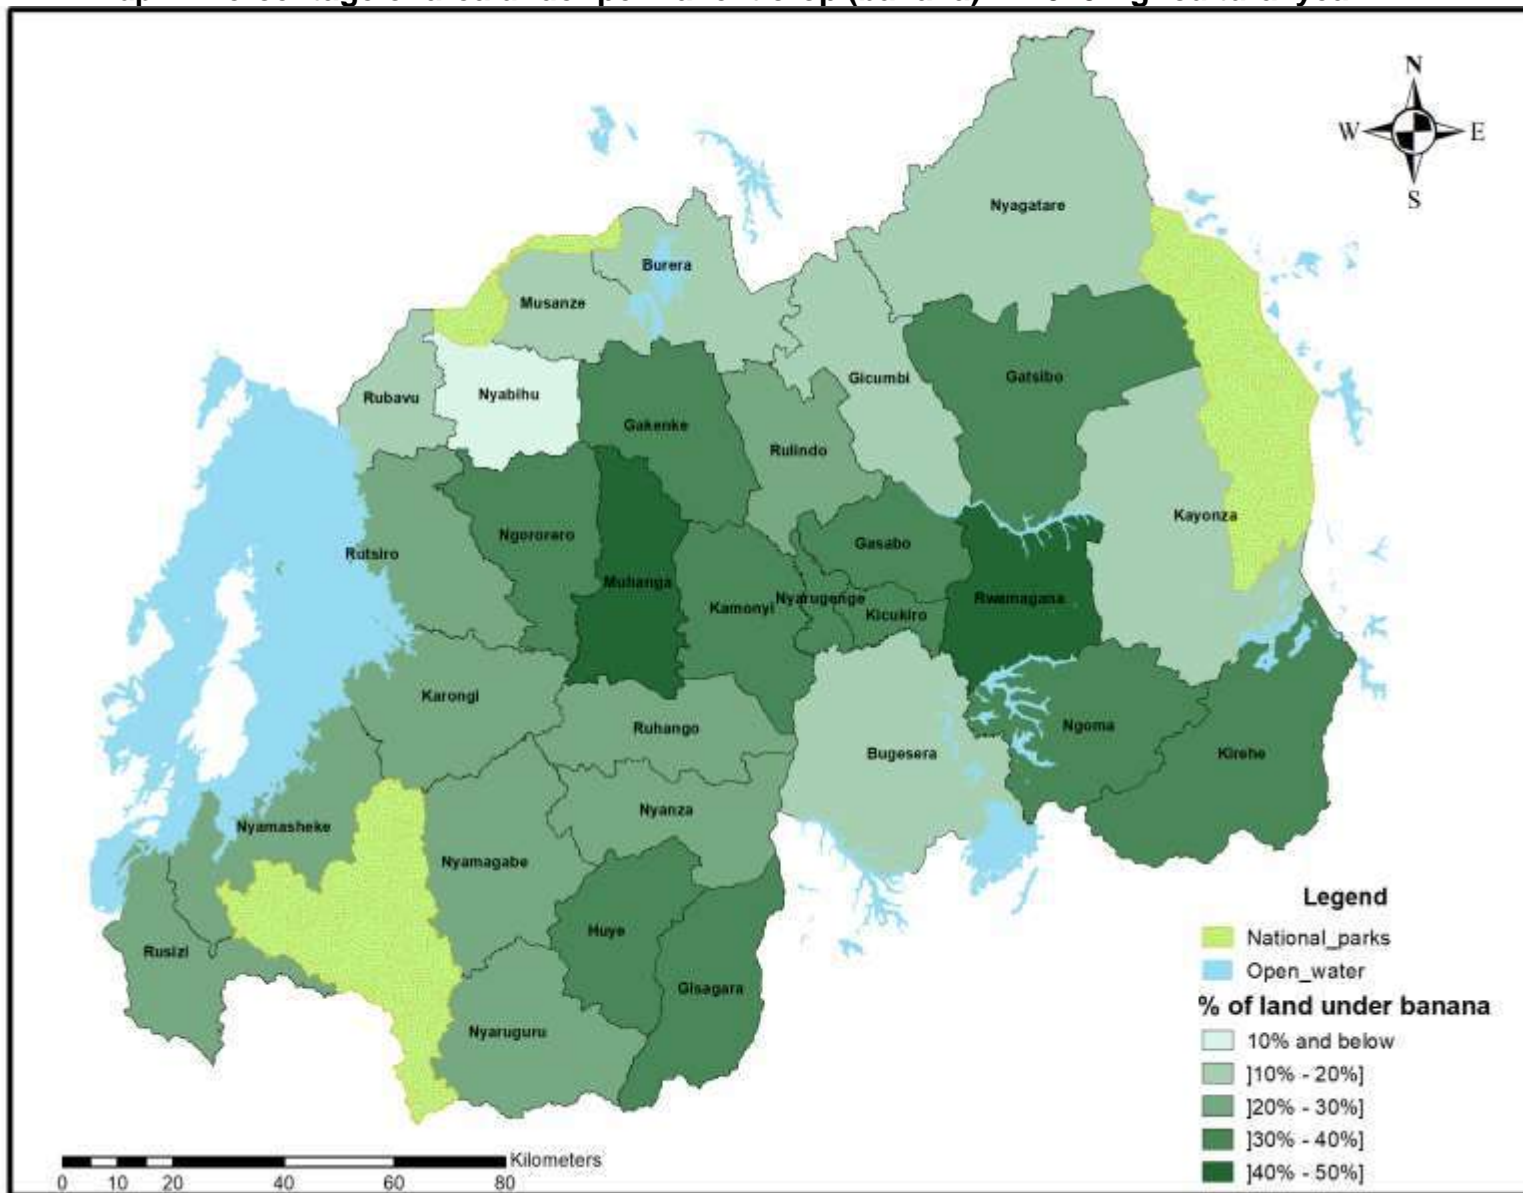 N
W E
S
Nyagatare
Burera
Musanze
Gicumbi
Gatsibo
Rubavu
Nyabihu
Gakenke
Rulindo
Kayonza
Ngororero
Gasabo
Rutsiro
Muhanga
Rwamagana
Kamonyi
Nyarugenge
Kicukiro
Karongi
Ruhango
Ngoma
Bugesera
Kirehe
Nyanza
Nyamasheke
Nyamagabe
Huye
Rusizi
Gisagara
Nyaruguru
Legend
National_parks
Open_water
% of land under banana
10% and below
]10% - 20%]
]20% - 30%]
]30% - 40%]
]40% - 50%]
Kilometers
0 10 20 40 60 80